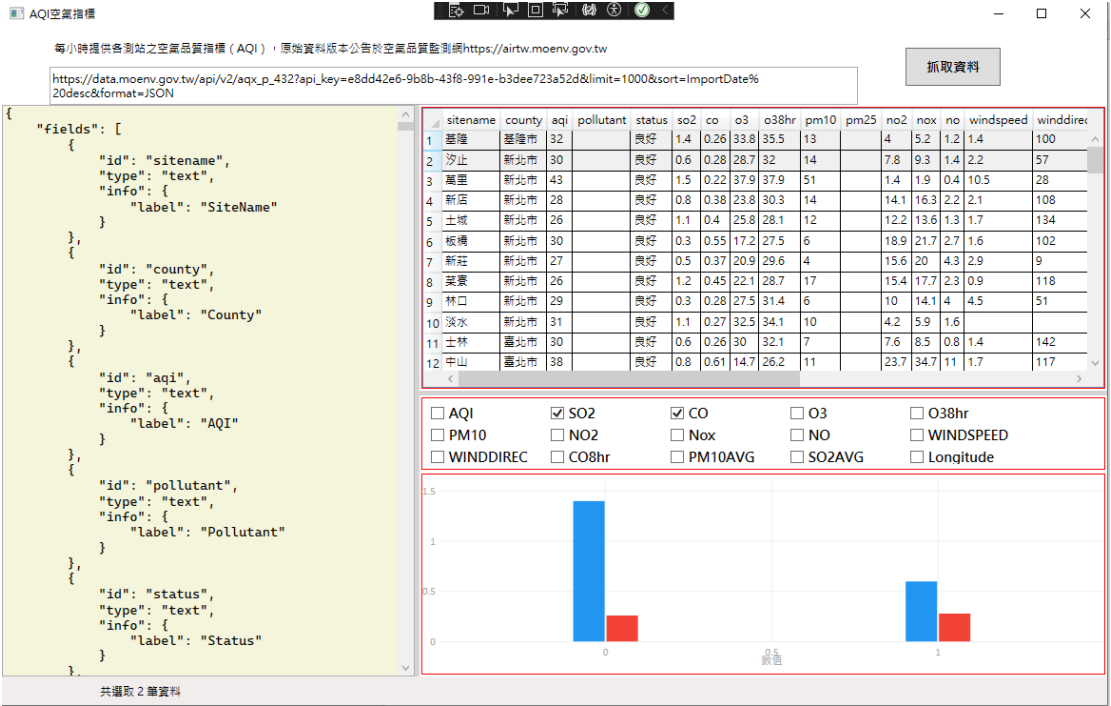 AQI空氣指標
每小時提供各測站之空氣品質指標（AQI），原始資料版本公告於空氣品質監測網https://airtw.moenv.gov.tw
https://data.moenv.gov.tw/api/v2/aqx_p_432?api_key=e8dd42e6-9b8b-43f8-991e-b3dee723a52d&limit=1000&sort=ImportDate%
20desc&format=JSON
抓取資料
{
"fields": [
{
"id": "sitename",
"type": "text",
"info": {
"label": "SiteName"
}
},
{
"id": "county",
"type": "text",
"info": {
"label": "County"
}
},
{
"id": "aqi",
"type": "text",
"info": {
"label": "AQI"
}
},
{
"id": "pollutant",
"type": "text",
"info": {
"label": "Pollutant"
}
},
{
"id": "status",
"type": "text",
"info": {
"label": "Status"
}
},
sitename county aqi pollutant status so2 co o3 o38hr pm10 pm25 no2 nox no windspeed winddirec
1 基隆 基隆市 32 良好 1.4 0.26 33.8 35.5 13 4 5.2 1.2 1.4 100
2 汐止 新北市 30 良好 0.6 0.28 28.7 32 14 7.8 9.3 1.4 2.2 57
3 萬里 新北市 43 良好 1.5 0.22 37.9 37.9 51 1.4 1.9 0.4 10.5 28
4 新店 新北市 28 良好 0.8 0.38 23.8 30.3 14 14.1 16.3 2.2 2.1 108
5 土城 新北市 26 良好 1.1 0.4 25.8 28.1 12 12.2 13.6 1.3 1.7 134
6 板橋 新北市 30 良好 0.3 0.55 17.2 27.5 6 18.9 21.7 2.7 1.6 102
7 新莊 新北市 27 良好 0.5 0.37 20.9 29.6 4 15.6 20 4.3 2.9 9
8 菜寮 新北市 26 良好 1.2 0.45 22.1 28.7 17 15.4 17.7 2.3 0.9 118
9 林口 新北市 29 良好 0.3 0.28 27.5 31.4 6 10 14.1 4 4.5 51
10 淡水 新北市 31 良好 1.1 0.27 32.5 34.1 10 4.2 5.9 1.6
11 士林 臺北市 30 良好 0.6 0.26 30 32.1 7 7.6 8.5 0.8 1.4 142
12 中山 臺北市 38 良好 0.8 0.61 14.7 26.2 11 23.7 34.7 11 1.7 117
AQI SO2 CO O3 O38hr
PM10 NO2 Nox NO WINDSPEED
WINDDIREC CO8hr PM10AVG SO2AVG Longitude
1.5
1
0.5
0
0 0.5 1
數值
共選取 2 筆資料